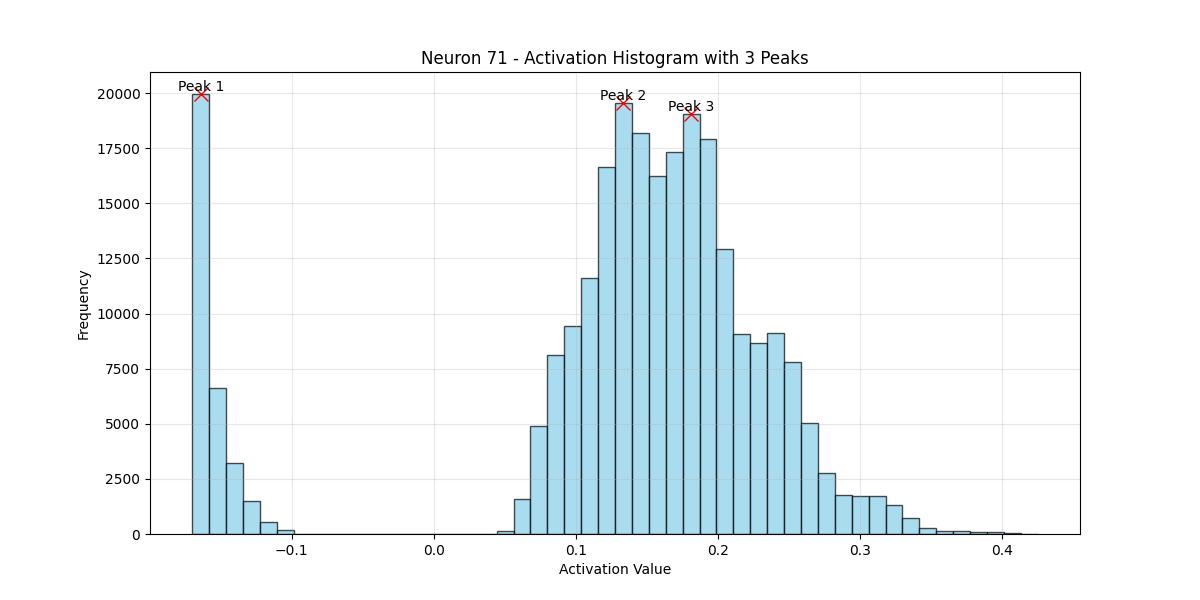 Neuron 71 - Activation Histogram with 3 Peaks
Peak 1
Peak 2
Peak 3
Frequency
20000
17500
15000
12500
10000
7500
5000
2500
0
−0.1
0.0
0.1
0.2
0.3
0.4
Activation Value